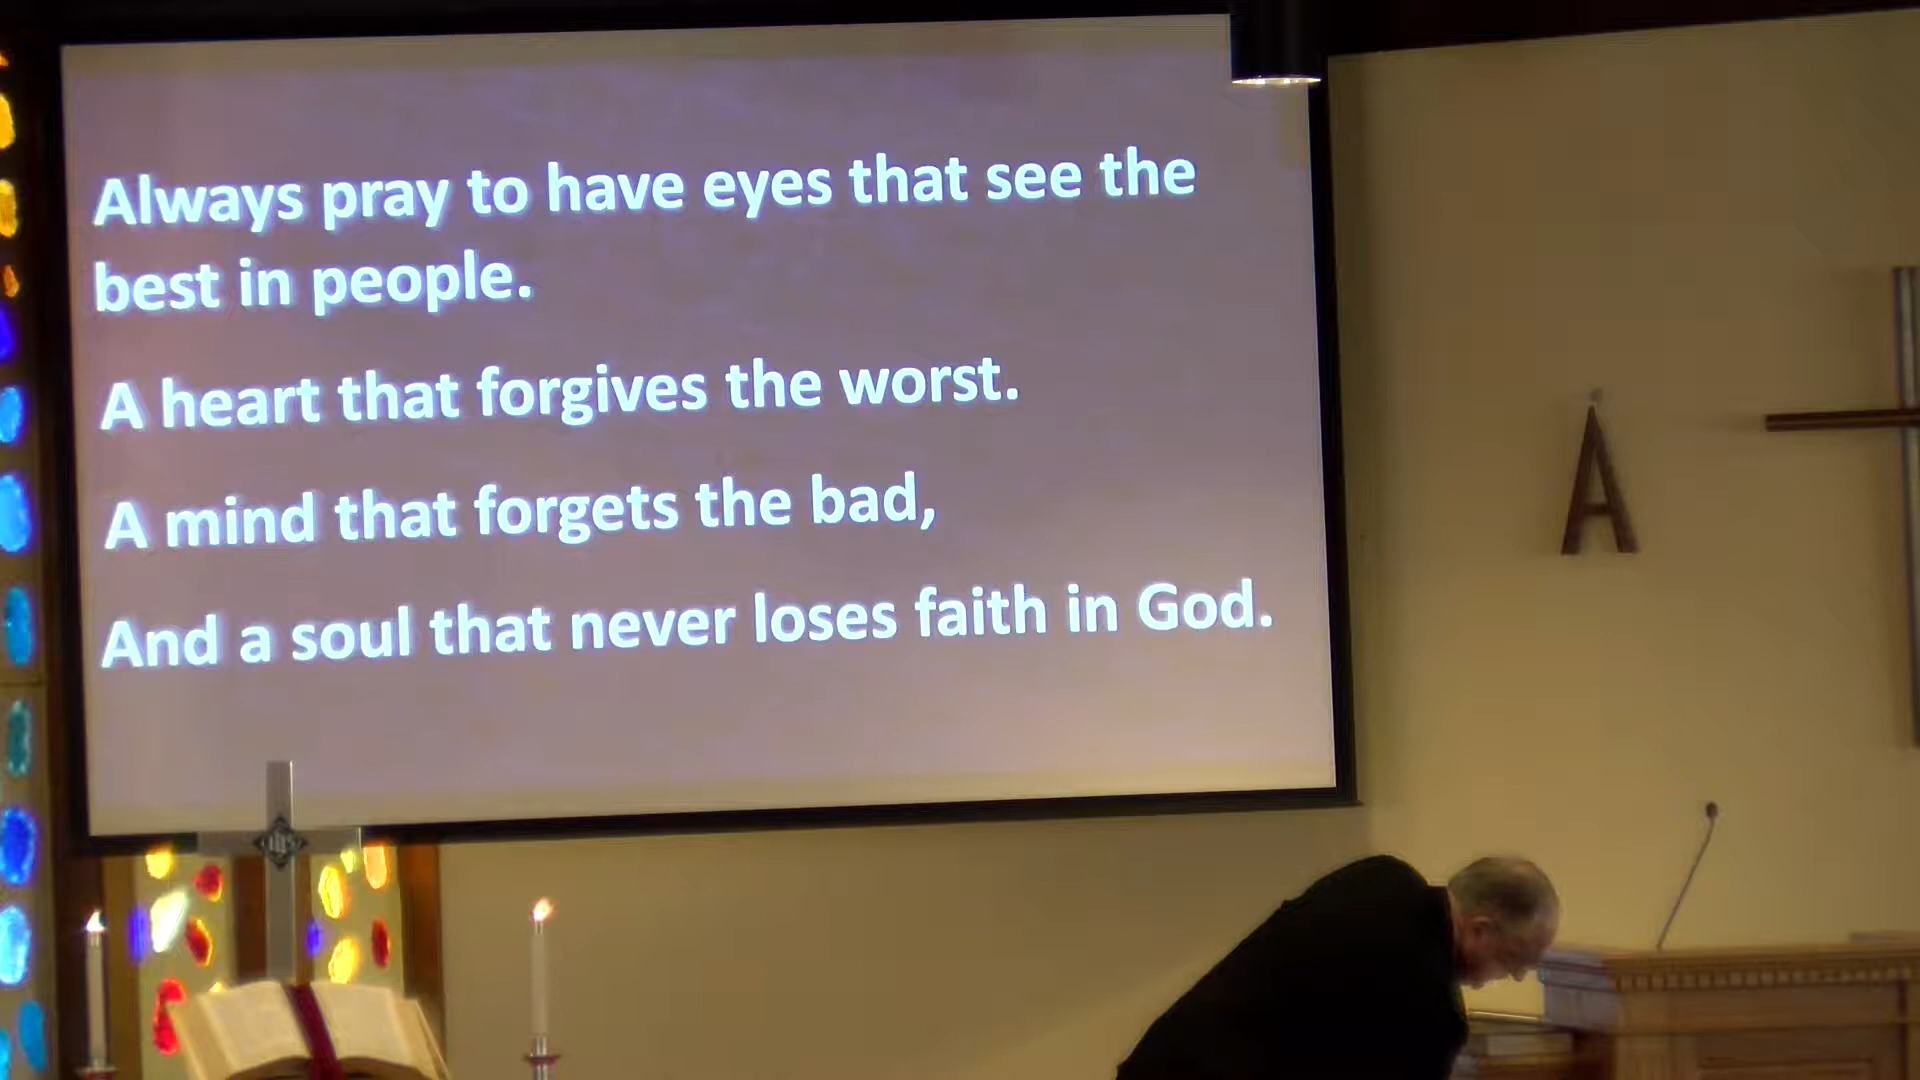 Always pray to have eyes that see the
best in people.
A heart that forgives the worst.
A mind that forgets the bad,
And a soul that never loses faith in God.
A
IHS